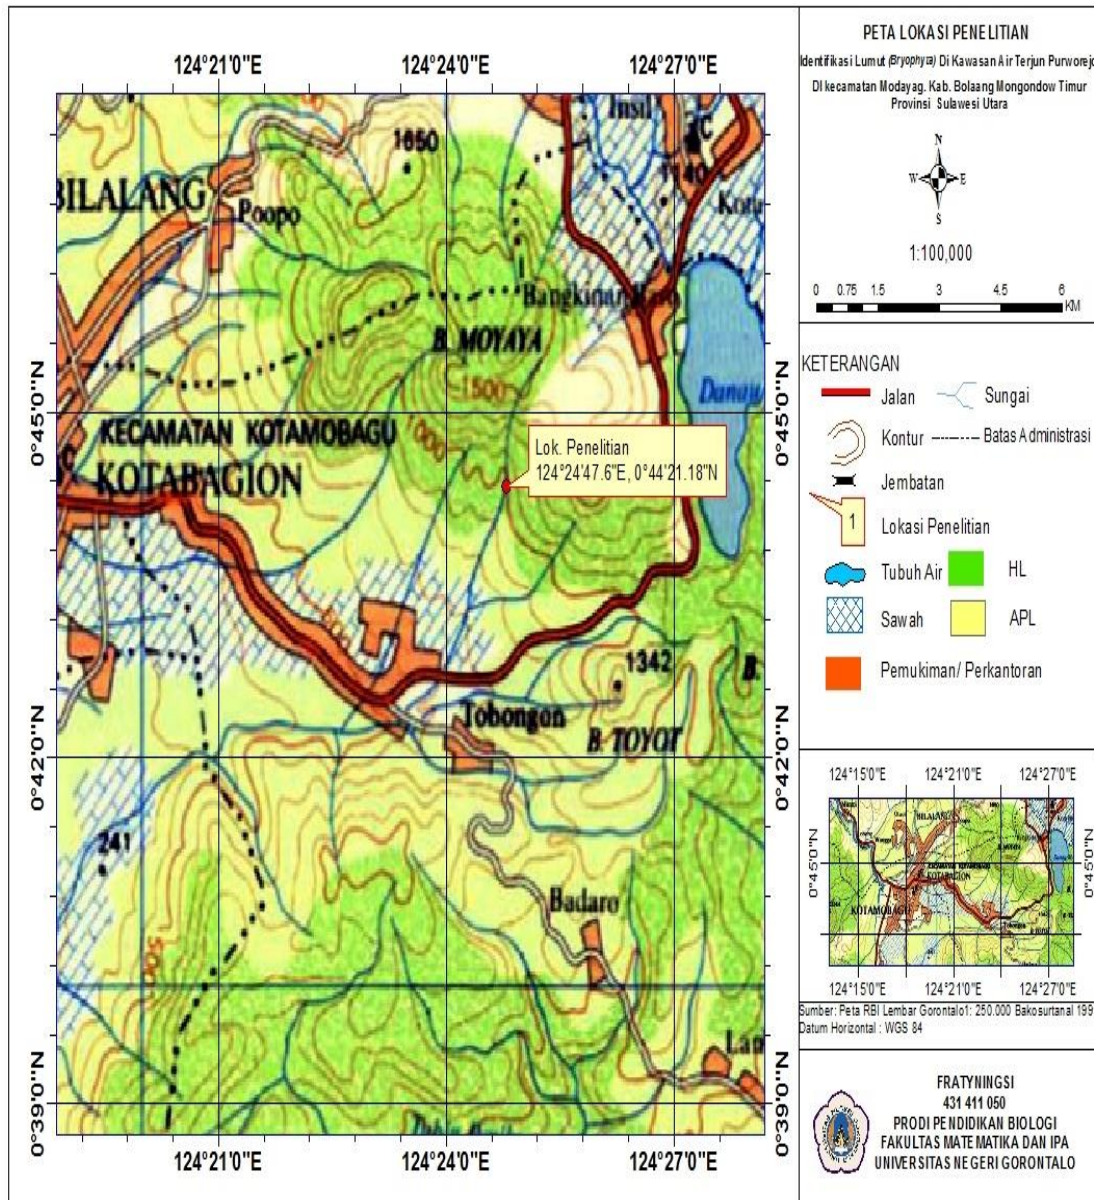 PETA LOKASI PENELITIAN
Identifikasi Lumut (Bryophyta) Di Kawasan Air Terjun Purworejo
DI kecamatan Modayag. Kab. Bolaang Mongondow Timur
Provinsi Sulawesi Utara
N
W E
S
1:100,000
0 0.75 1.5 3 4.5 6
KM
KETERANGAN
Jalan
Sungai
Kontur
Batas Administrasi
Jembatan
1
Lokasi Penelitian
Tubuh Air
HL
Sawah
APL
Pemukiman/ Perkantoran
124°15'0"E 124°21'0"E 124°27'0"E
0°45'0"N
0°45'0"N
BILALANG
KOTABAGION
KOTAMOBAGU
124°15'0"E 124°21'0"E 124°27'0"E
Sumber: Peta RBI Lembar Gorontalo1: 250.000 Bakosurtanal 199
Datum Horizontal : WGS 84
FRATYNINGSI
431 411 050
PRODI PENDIDIKAN BIOLOGI
FAKULTAS MATEMATIKA DAN IPA
UNIVERSITAS NEGERI GORONTALO
124°21'0"E 124°24'0"E 124°27'0"E
1650
1140
BILALANG
Poopo
B. MOYAYA
1500
Danau
0°45'0"N
0°45'0"N
KECAMATAN KOTAMOBAGU
1000
KOTABAGION
Lok. Penelitian
124°24'47.6"E, 0°44'21.18"N
1342
B.
Tobongon
B. TOYOT
0°42'0"N
0°42'0"N
241
Badaro
500
Lan
0°39'0"N
0°39'0"N
124°21'0"E 124°24'0"E 124°27'0"E